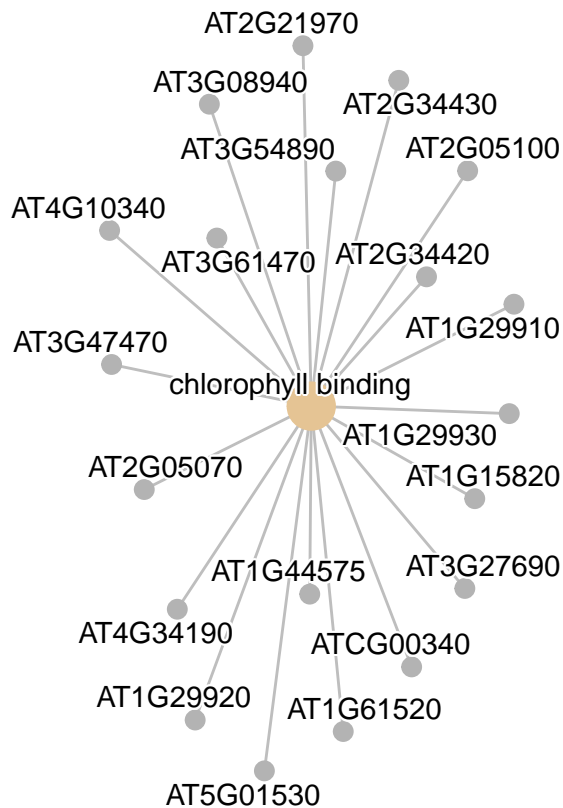 AT2G21970
AT3G08940
AT2G34430
AT3G54890
AT2G05100
AT4G10340
AT3G61470
AT2G34420
AT1G29910
AT3G47470
chlorophyll binding
AT1G29930
AT2G05070
AT1G15820
AT1G44575
AT3G27690
AT4G34190
ATCG00340
AT1G29920
AT1G61520
AT5G01530